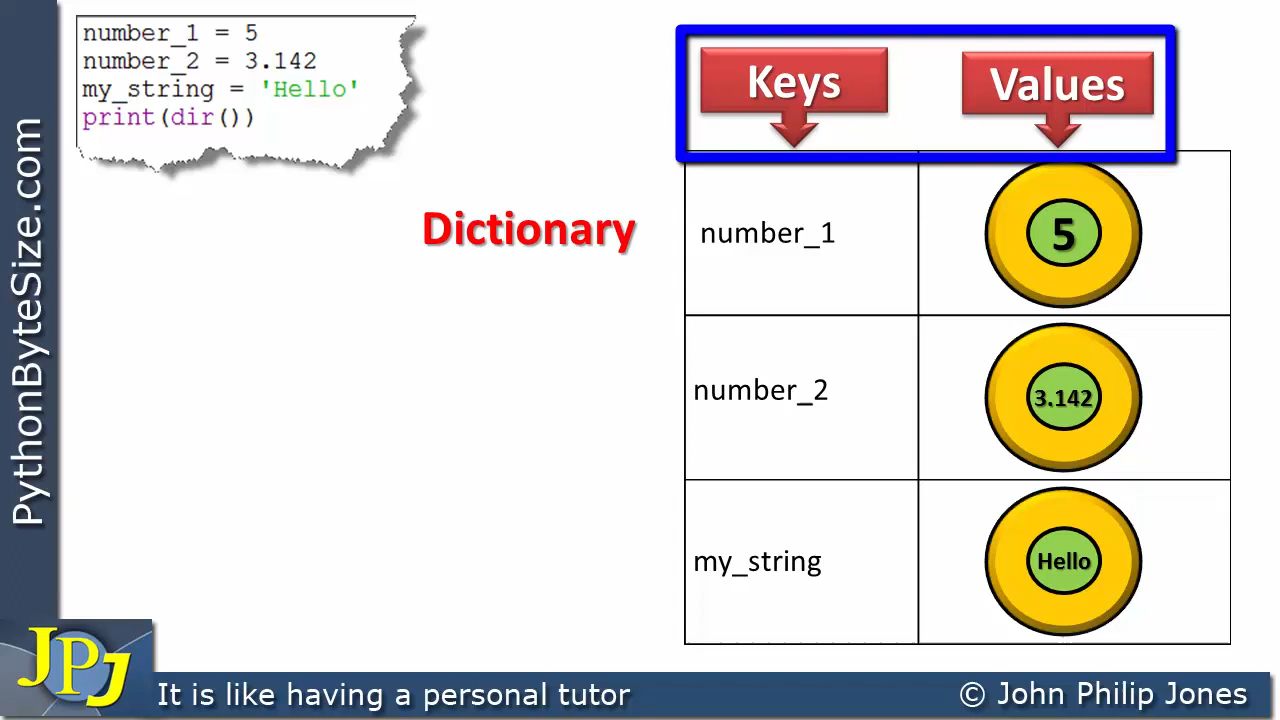 number_1 = 5
number_2 = 3.142
my_string = 'Hello'
print(dir())
Keys
Values
Dictionary
number_1
5
number_2
3.142
my_string
Hello
PythonByteSize.com
JPJ
It is like having a personal tutor
© John Philip Jones